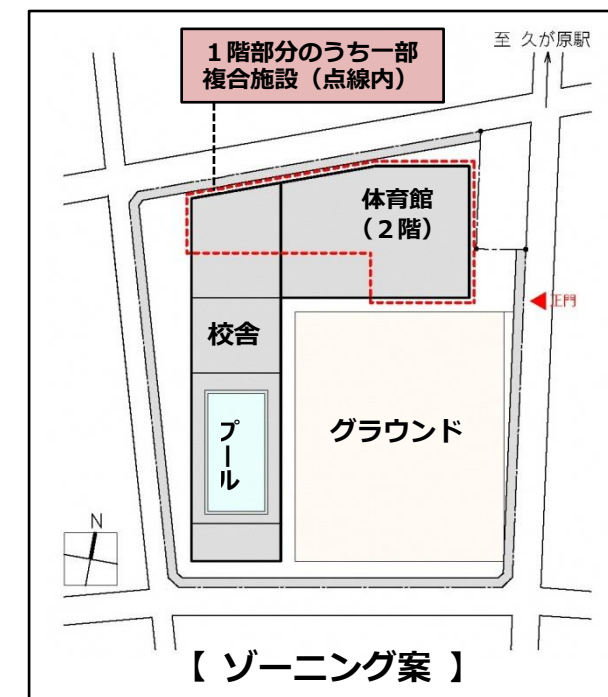 １階部分のうち一部
複合施設（点線内）
至 久が原駅
体育館
（２階）
正門
校舎
プール
グラウンド
N
【 ゾーニング案 】